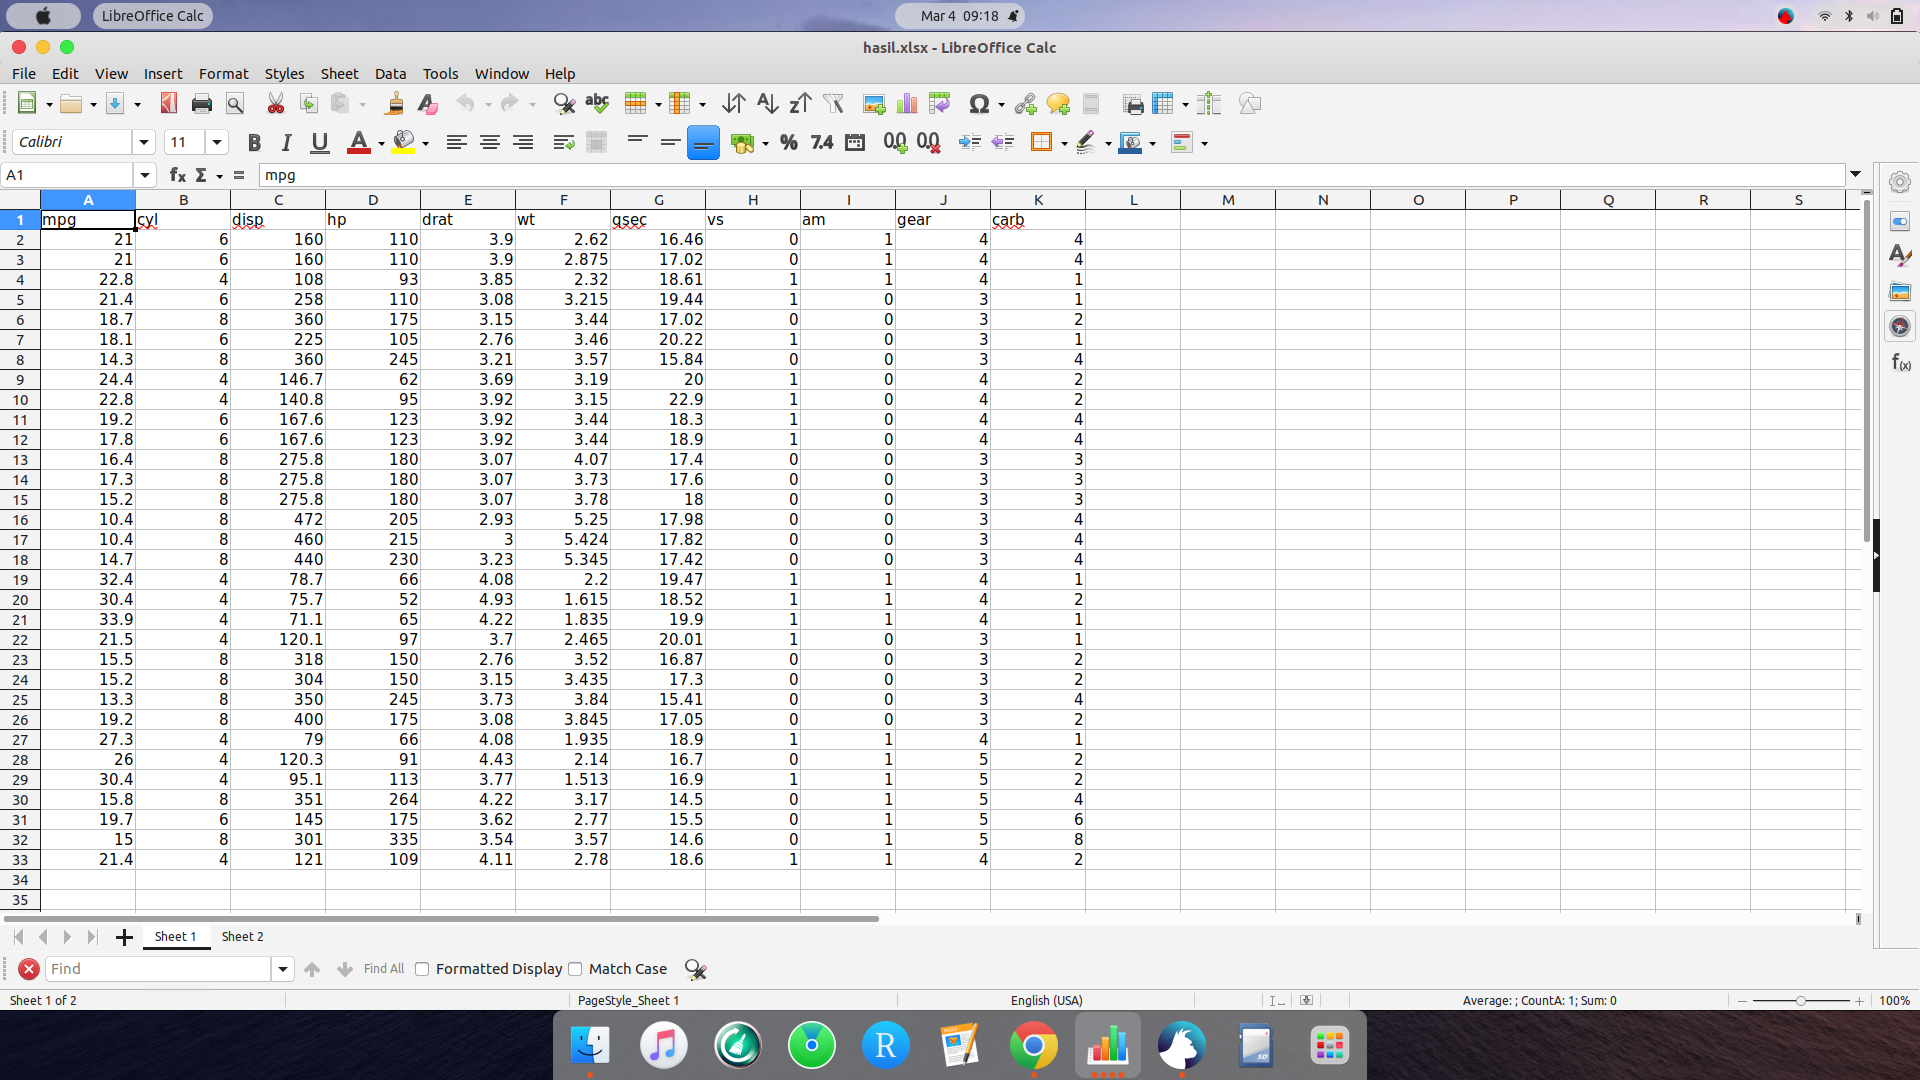 LibreOffice Calc
Mar 4 09:18
hasil.xlsx - LibreOffice Calc
File Edit View Insert Format Styles Sheet Data Tools Window Help
Calibri 11
A1 mpg
A B C D E F G H I J K L M N O P Q R S
1 mpg cyl disp hp drat wt qsec vs am gear carb
2 21 6 160 110 3.9 2.62 16.46 0 1 4 4
3 21 6 160 110 3.9 2.875 17.02 0 1 4 4
4 22.8 4 108 93 3.85 2.32 18.61 1 1 4 1
5 21.4 6 258 110 3.08 3.215 19.44 1 0 3 1
6 18.7 8 360 175 3.15 3.44 17.02 0 0 3 2
7 18.1 6 225 105 2.76 3.46 20.22 1 0 3 1
8 14.3 8 360 245 3.21 3.57 15.84 0 0 3 4
9 24.4 4 146.7 62 3.69 3.19 20 1 0 4 2
10 22.8 4 140.8 95 3.92 3.15 22.9 1 0 4 2
11 19.2 6 167.6 123 3.92 3.44 18.3 1 0 4 4
12 17.8 6 167.6 123 3.92 3.44 18.9 1 0 4 4
13 16.4 8 275.8 180 3.07 4.07 17.4 0 0 3 3
14 17.3 8 275.8 180 3.07 3.73 17.6 0 0 3 3
15 15.2 8 275.8 180 3.07 3.78 18 0 0 3 3
16 10.4 8 472 205 2.93 5.25 17.98 0 0 3 4
17 10.4 8 460 215 3 5.424 17.82 0 0 3 4
18 14.7 8 440 230 3.23 5.345 17.42 0 0 3 4
19 32.4 4 78.7 66 4.08 2.2 19.47 1 1 4 1
20 30.4 4 75.7 52 4.93 1.615 18.52 1 1 4 2
21 33.9 4 71.1 65 4.22 1.835 19.9 1 1 4 1
22 21.5 4 120.1 97 3.7 2.465 20.01 1 0 3 1
23 15.5 8 318 150 2.76 3.52 16.87 0 0 3 2
24 15.2 8 304 150 3.15 3.435 17.3 0 0 3 2
25 13.3 8 350 245 3.73 3.84 15.41 0 0 3 4
26 19.2 8 400 175 3.08 3.845 17.05 0 0 3 2
27 27.3 4 79 66 4.08 1.935 18.9 1 1 4 1
28 26 4 120.3 91 4.43 2.14 16.7 0 1 5 2
29 30.4 4 95.1 113 3.77 1.513 16.9 1 1 5 2
30 15.8 8 351 264 4.22 3.17 14.5 0 1 5 4
31 19.7 6 145 175 3.62 2.77 15.5 0 1 5 6
32 15 8 301 335 3.54 3.57 14.6 0 1 5 8
33 21.4 4 121 109 4.11 2.78 18.6 1 1 4 2
34
35
Sheet 1 Sheet 2
Find Find All Formatted Display Match Case
Sheet 1 of 2 PageStyle_Sheet 1 English (USA) Average: ; CountA: 1; Sum: 0 100%